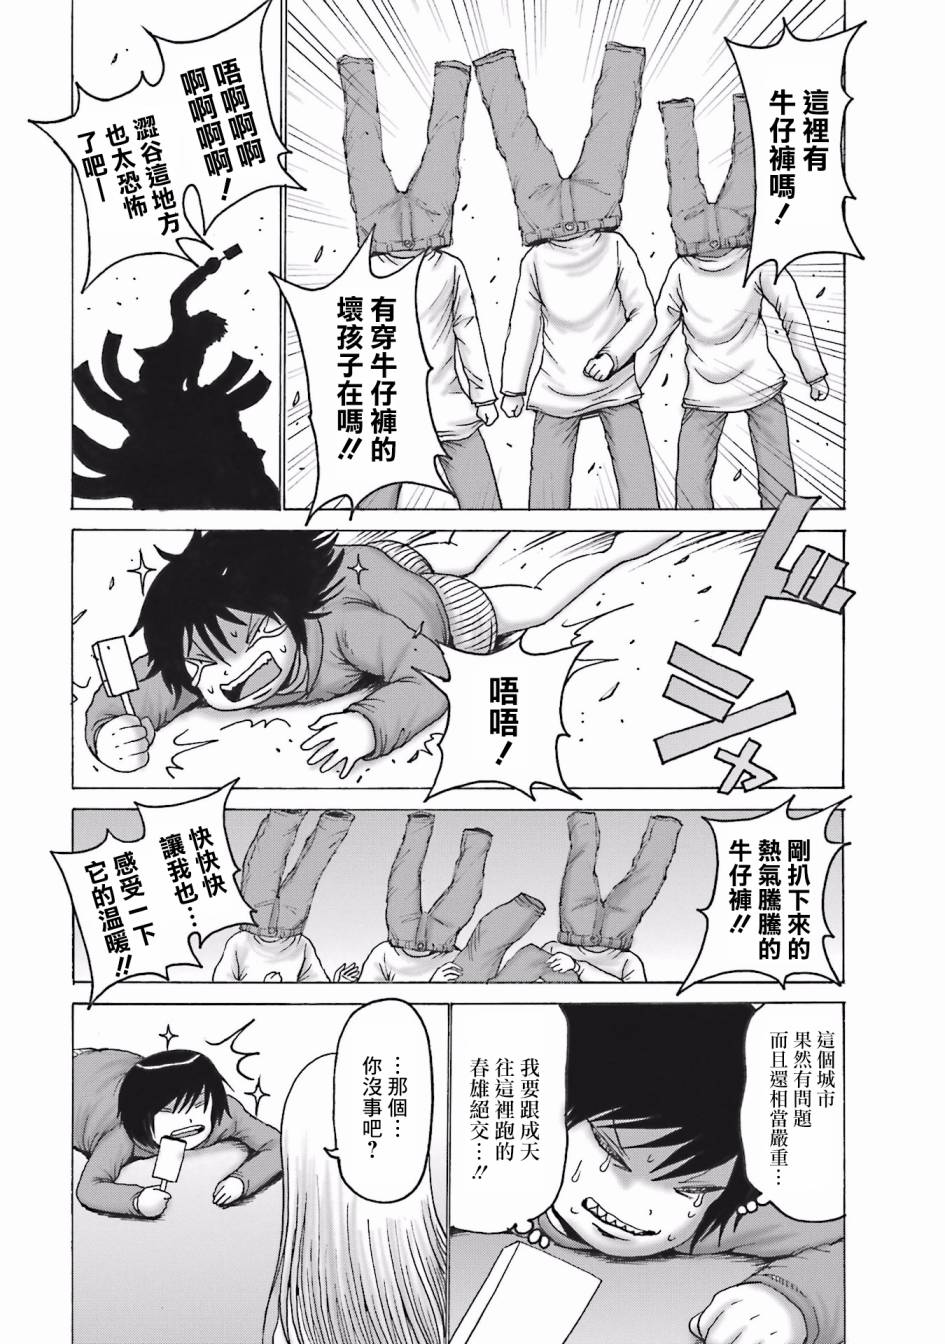 這裡有
牛仔褲嗎!
有穿牛仔褲的
壞孩子在嗎!!
唔啊啊啊
啊啊啊啊!
澀谷這地方
也太恐怖
了吧ー
ドシャ
唔唔!
剛扒下來的
熱氣騰騰的
牛仔褲!!
快快快
讓我也…
感受一下
它的溫暖!!
這個城市
果然有問題
而且還相當嚴重…
我要跟成天
往這裡跑的
春雄絕交…!!
…那個…
你沒事吧?